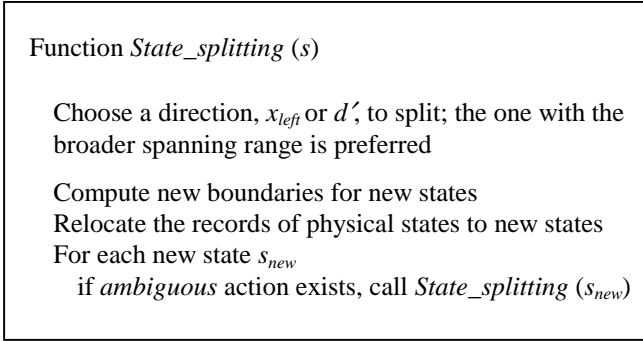 Function State_splitting (s)
Choose a direction, x_left or d′, to split; the one with the
broader spanning range is preferred
Compute new boundaries for new states
Relocate the records of physical states to new states
For each new state s_new
if ambiguous action exists, call State_splitting (s_new)